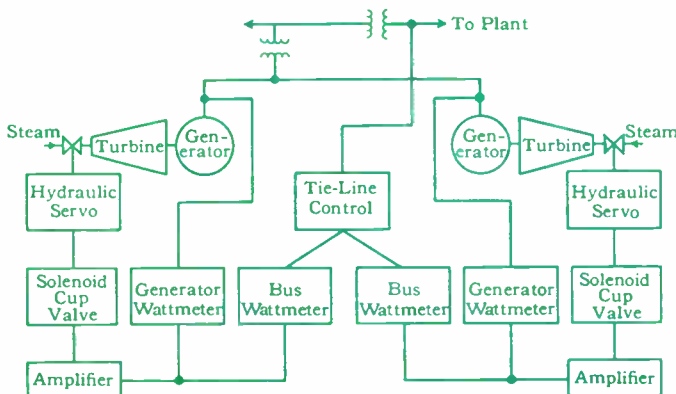 To Plant
Steam
Turbine
Gen-
erator
Gen-
erator
Turbine
Steam
Hydraulic
Servo
Tie-Line
Control
Hydraulic
Servo
Solenoid
Cup
Valve
Generator
Wattmeter
Bus
Wattmeter
Bus
Wattmeter
Generator
Wattmeter
Solenoid
Cup
Valve
Amplifier
Amplifier